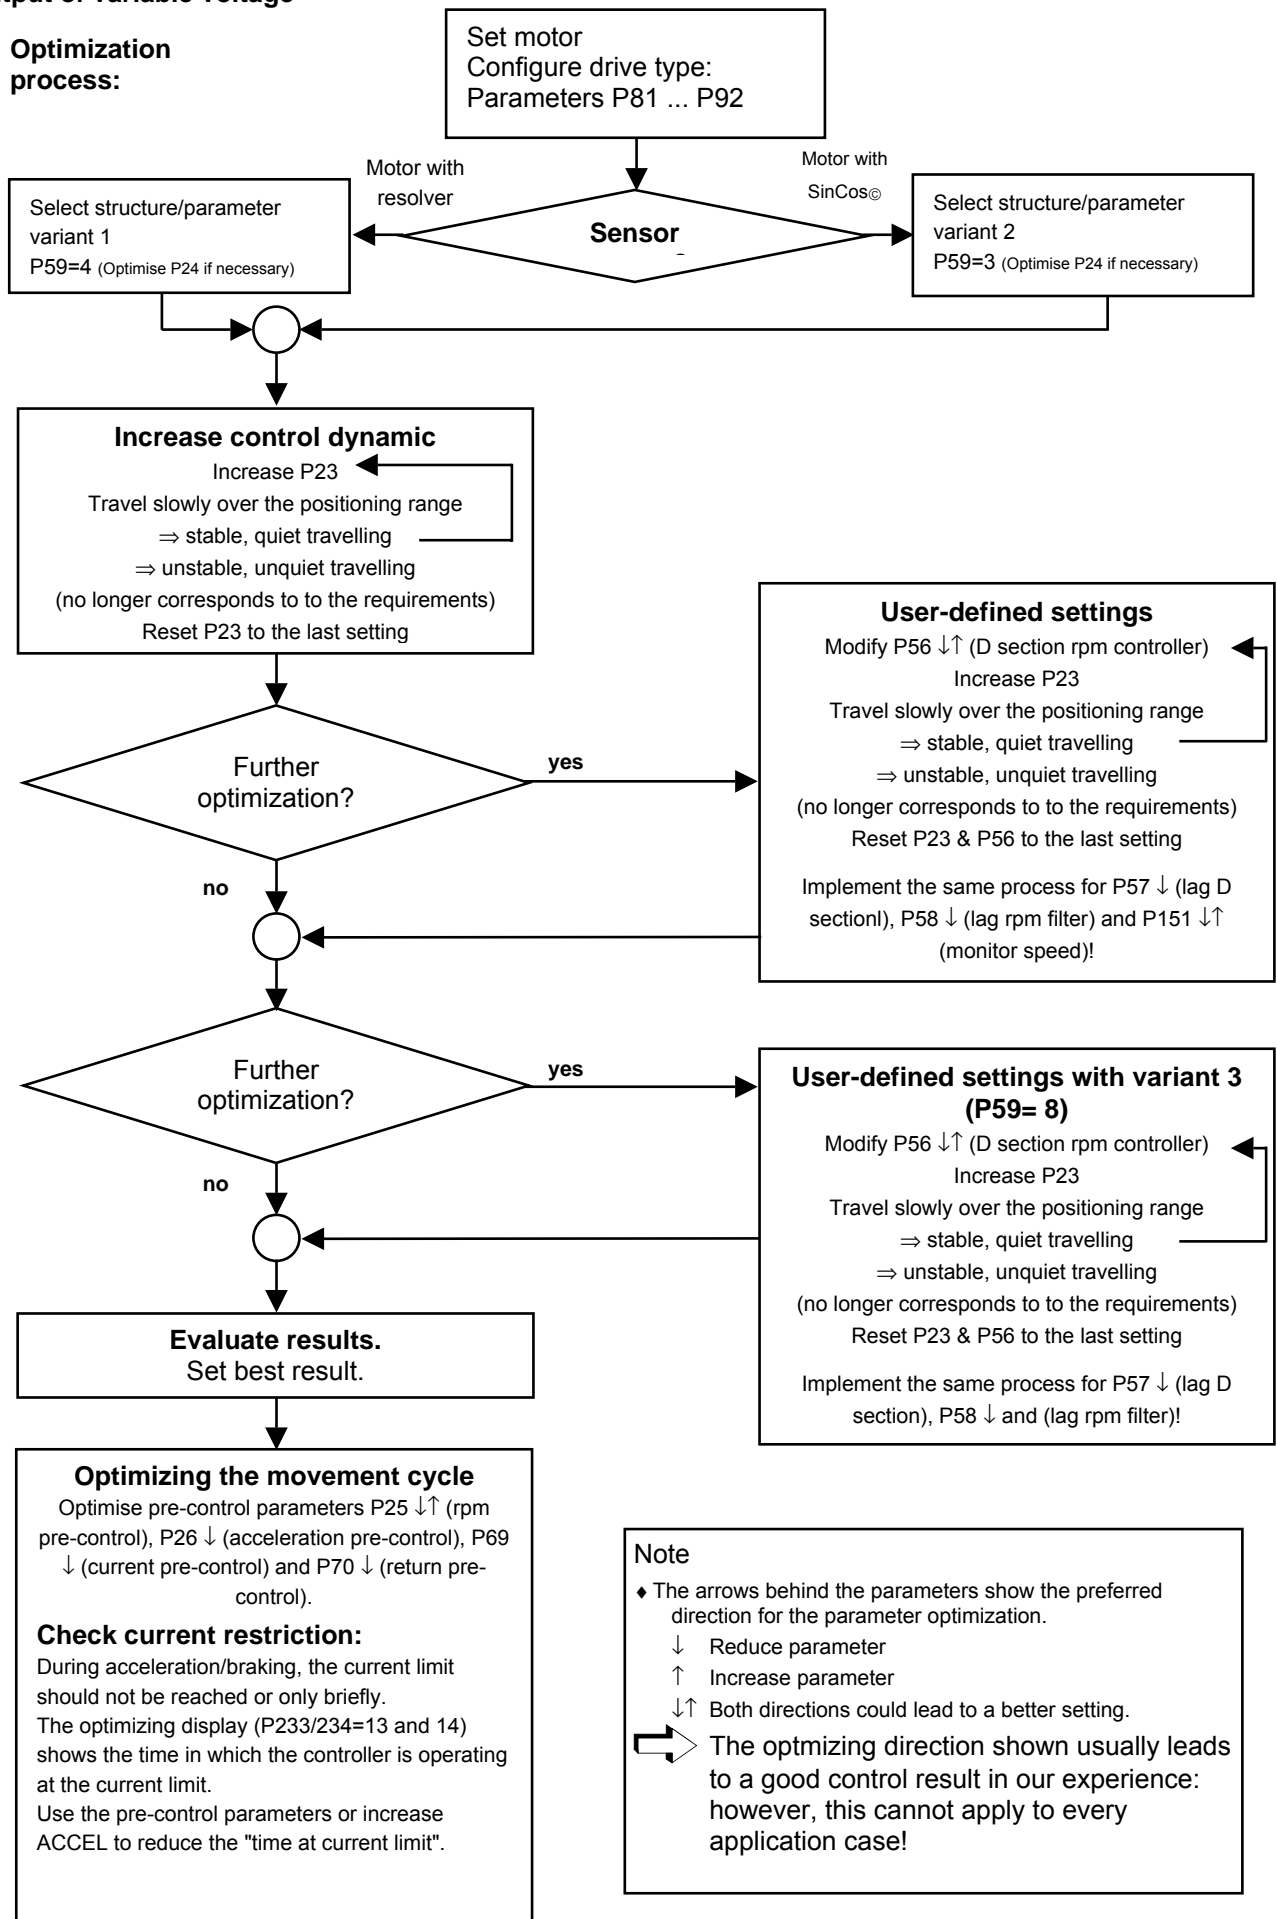 Optimization
process:
Set motor
Configure drive type:
Parameters P81 ... P92
Motor with
resolver
Motor with
SinCos©
Sensor
Select structure/parameter
variant 1
P59=4 (Optimise P24 if necessary)
Select structure/parameter
variant 2
P59=3 (Optimise P24 if necessary)
Increase control dynamic
Increase P23
Travel slowly over the positioning range
⇒ stable, quiet travelling
⇒ unstable, unquiet travelling
(no longer corresponds to to the requirements)
Reset P23 to the last setting
Further
optimization?
yes
no
User-defined settings
Modify P56 ↓↑ (D section rpm controller)
Increase P23
Travel slowly over the positioning range
⇒ stable, quiet travelling
⇒ unstable, unquiet travelling
(no longer corresponds to to the requirements)
Reset P23 & P56 to the last setting
Implement the same process for P57 ↓ (lag D
sectionl), P58 ↓ (lag rpm filter) and P151 ↓↑
(monitor speed)!
Further
optimization?
yes
no
User-defined settings with variant 3
(P59= 8)
Modify P56 ↓↑ (D section rpm controller)
Increase P23
Travel slowly over the positioning range
⇒ stable, quiet travelling
⇒ unstable, unquiet travelling
(no longer corresponds to to the requirements)
Reset P23 & P56 to the last setting
Implement the same process for P57 ↓ (lag D
section), P58 ↓ and (lag rpm filter)!
Evaluate results.
Set best result.
Optimizing the movement cycle
Optimise pre-control parameters P25 ↓↑ (rpm
pre-control), P26 ↓ (acceleration pre-control), P69
↓ (current pre-control) and P70 ↓ (return pre-
control).
Check current restriction:
During acceleration/braking, the current limit
should not be reached or only briefly.
The optimizing display (P233/234=13 and 14)
shows the time in which the controller is operating
at the current limit.
Use the pre-control parameters or increase
ACCEL to reduce the "time at current limit".
Note
♦ The arrows behind the parameters show the preferred
direction for the parameter optimization.
↓ Reduce parameter
↑ Increase parameter
↓↑ Both directions could lead to a better setting.
The optmizing direction shown usually leads
to a good control result in our experience:
however, this cannot apply to every
application case!